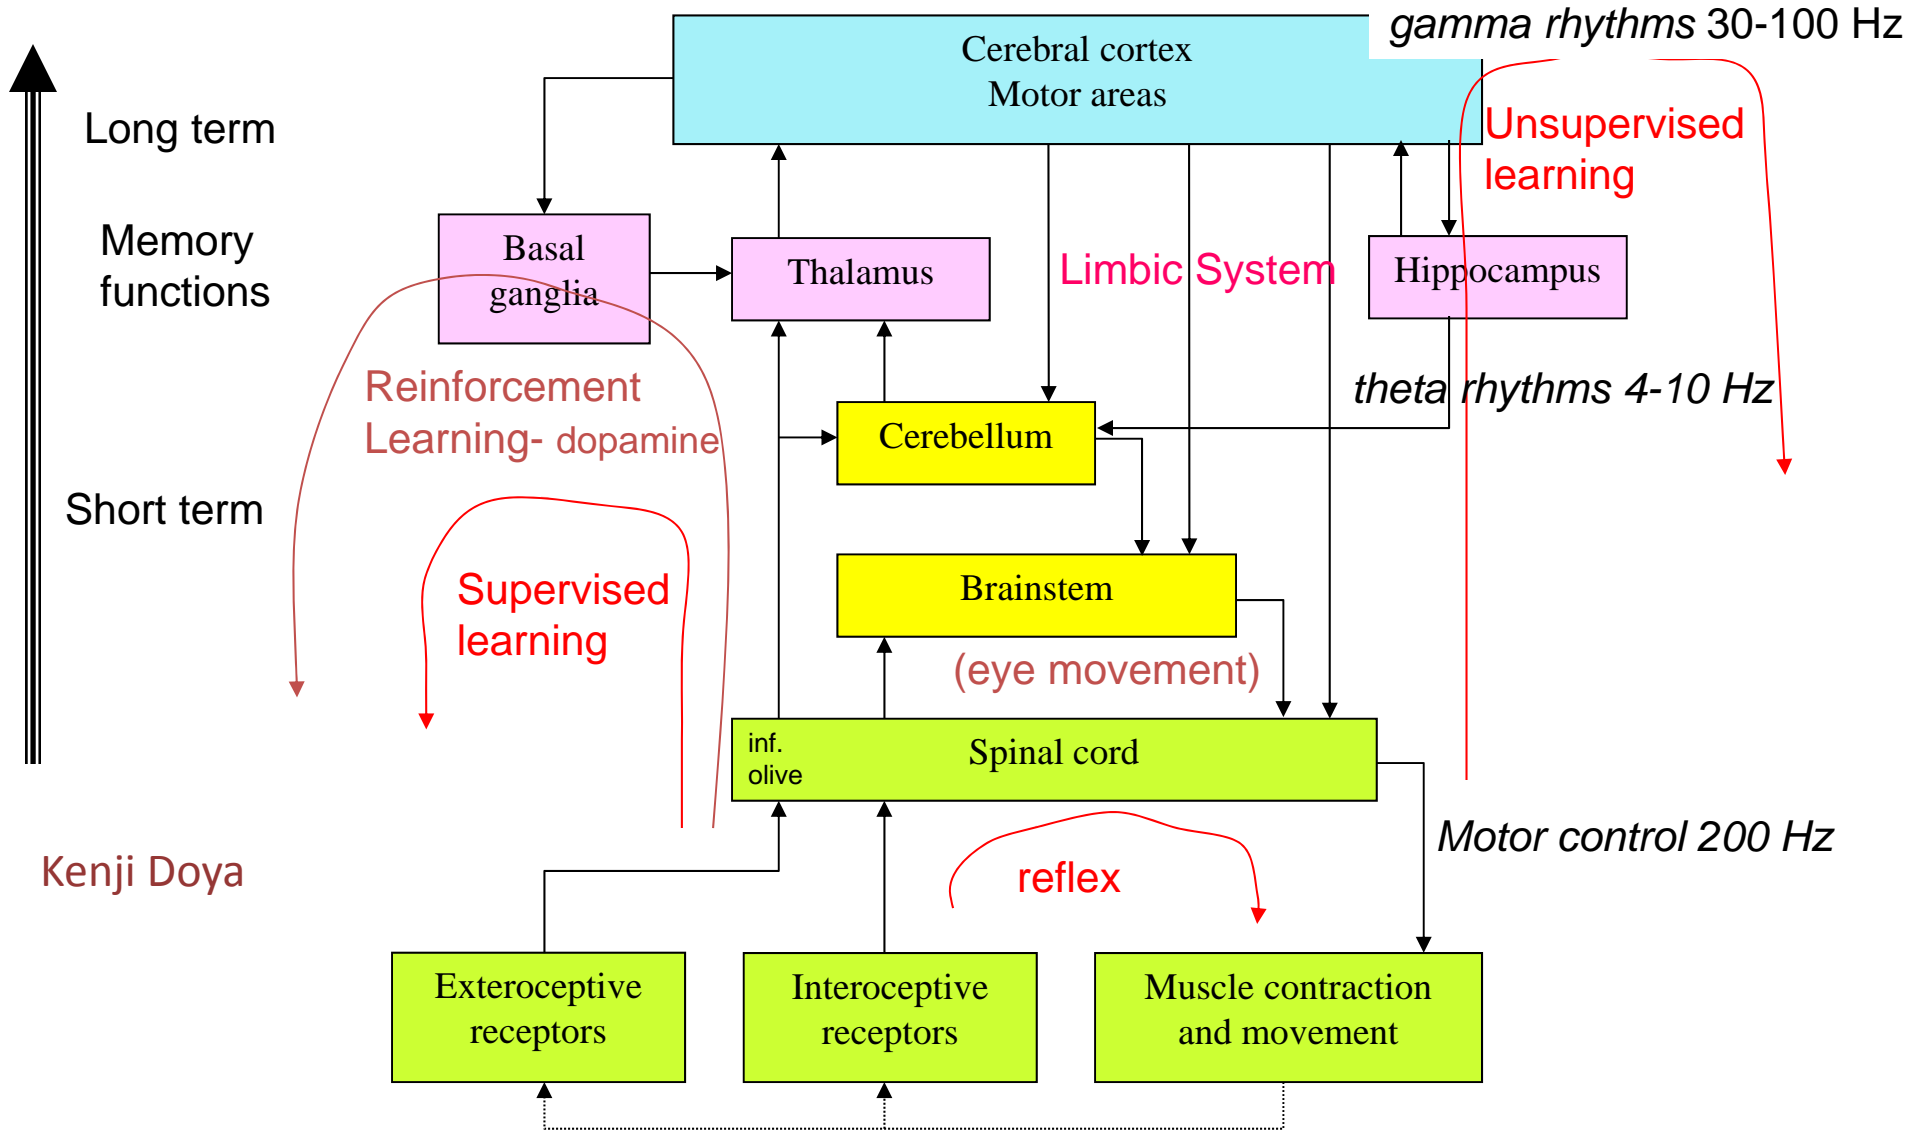 gamma rhythms 30-100 Hz
Cerebral cortex
Motor areas
Long term
Unsupervised
learning
Memory
functions
Basal
ganglia
Thalamus
Limbic System
Hippocampus
Reinforcement
Learning- dopamine
theta rhythms 4-10 Hz
Cerebellum
Short term
Supervised
learning
Brainstem
(eye movement)
inf.
olive
Spinal cord
Motor control 200 Hz
Kenji Doya
reflex
Exteroceptive
receptors
Interoceptive
receptors
Muscle contraction
and movement